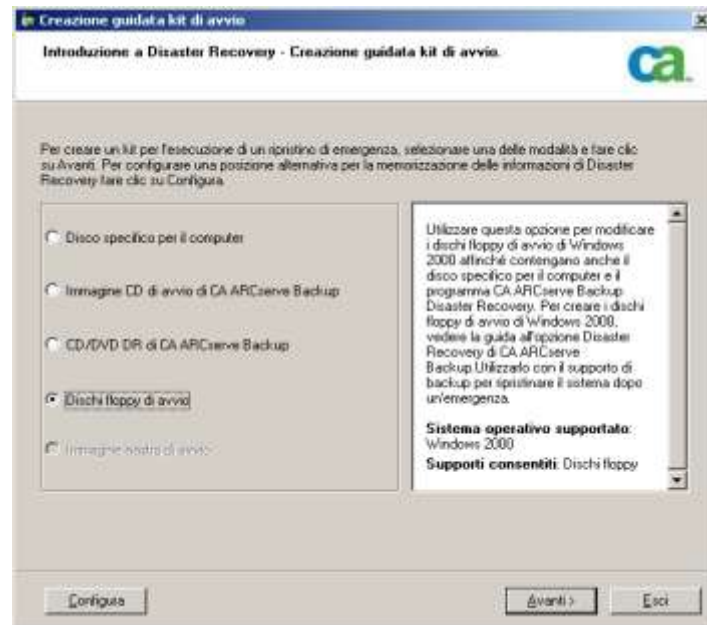 Creazione guidata kit di avvio
Introduzione a Disaster Recovery - Creazione guidata kit di avvio.
ca
Per creare un kit per l'esecuzione di un ripristino di emergenza, selezionare una delle modalità e fare clic
su Avanti. Per configurare una posizione alternativa per la memorizzazione delle informazioni di Disaster
Recovery fare clic su Configura.
Disco specifico per il computer
Immagine CD di avvio di CA ARCserve Backup
CD/DVD DR di CA ARCserve Backup
Dischi floppy di avvio
Immagine nastro di avvio
Utilizzare questa opzione per modificare
i dischi floppy di avvio di Windows
2000 affinché contengano anche il
disco specifico per il computer e il
programma CA ARCserve Backup
Disaster Recovery. Per creare i dischi
floppy di avvio di Windows 2000,
vedere la guida all'opzione Disaster
Recovery di CA ARCserve
Backup.Utilizzarlo con il supporto di
backup per ripristinare il sistema dopo
un'emergenza.
Sistema operativo supportato:
Windows 2000
Supporti consentiti: Dischi floppy
Configura
Avanti >
Esci